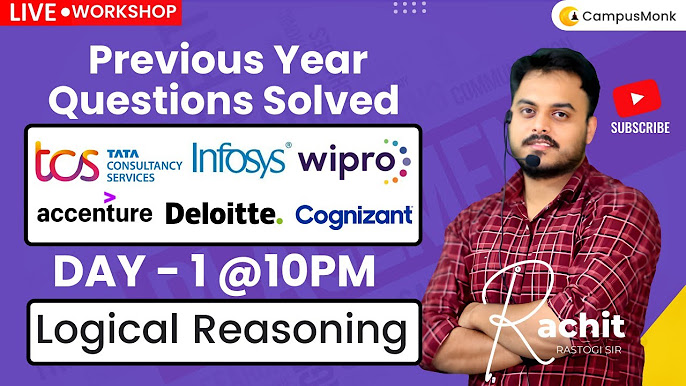 LIVE•WORKSHOP
CampusMonk
Previous Year
Questions Solved
SUBSCRIBE
tcs TATA
CONSULTANCY
SERVICES
Infosys®
wipro
accenture
Deloitte.
Cognizant
DAY - 1 @10PM
Logical Reasoning
Rachit
RASTOGI SIR